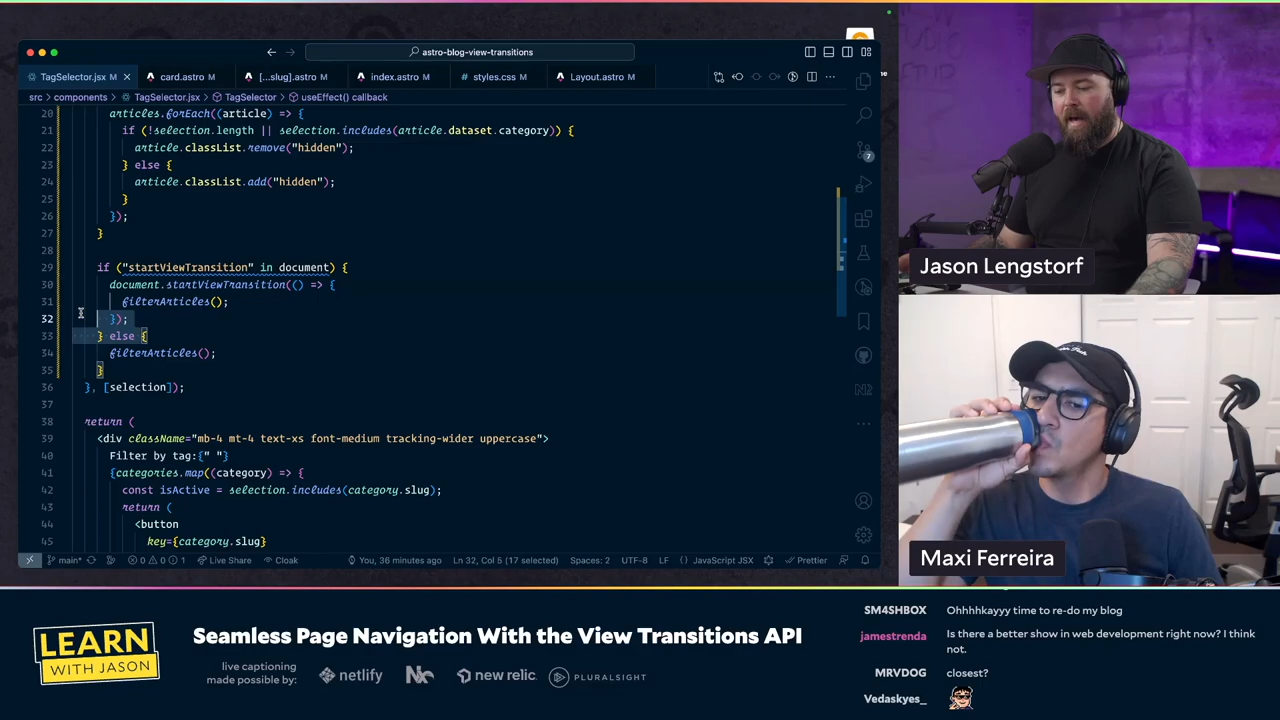 astro-blog-view-transitions
TagSelector.jsx M
card.astro M
[...slug].astro M
index.astro M
styles.css M
Layout.astro M
src > components > TagSelector.jsx > TagSelector > useEffect() callback
20 articles.forEach((article) => {
21 if (!selection.length || selection.includes(article.dataset.category)) {
22 article.classList.remove("hidden");
23 } else {
24 article.classList.add("hidden");
25 }
26 });
27 }
28
29 if ("startViewTransition" in document) {
30 document.startViewTransition(() => {
31 filterArticles();
32 });
33 } else {
34 filterArticles();
35 }
36 }, [selection]);
37
38 return (
39 <div className="mb-4 mt-4 text-xs font-medium tracking-wider uppercase">
40 Filter by tag:{" "}
41 {categories.map((category) => {
42 const isActive = selection.includes(category.slug);
43 return (
44 <button
45 key={category.slug}
7
main* 0 0 1 Live Share Cloak You, 36 minutes ago Ln 32, Col 5 (17 selected) Spaces: 2 UTF-8 LF {} JavaScript JSX Prettier
Jason Lengstorf
Maxi Ferreira
LEARN
WITH JASON
Seamless Page Navigation With the View Transitions API
live captioning
made possible by:
netlify
new relic
PLURALSIGHT
SM4SHBOX Ohhhhkayyy time to re-do my blog
jamestrenda Is there a better show in web development right now? I think
not.
MRVDOG closest?
Vedaskyes_